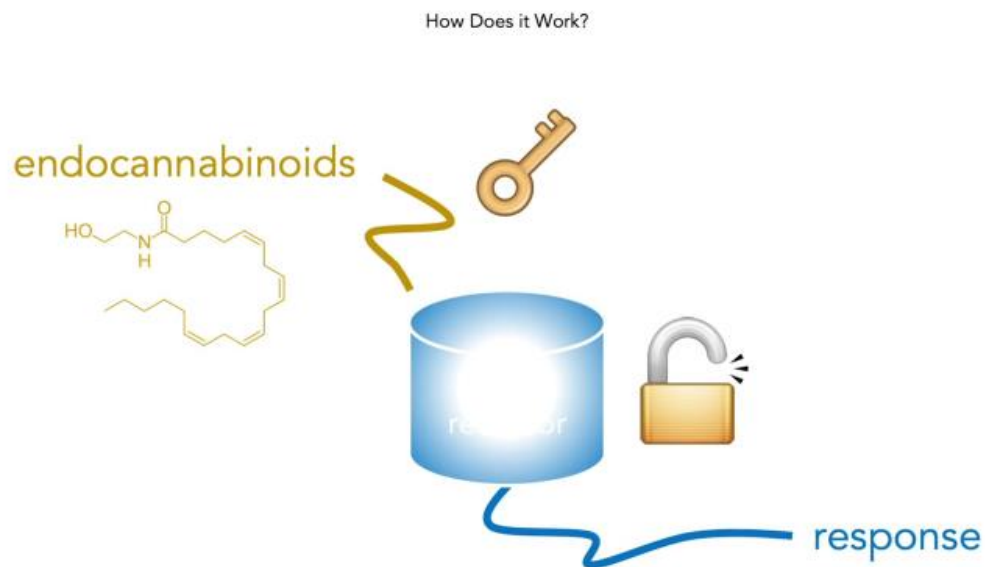 How Does it Work?
endocannabinoids
O
HO
N
H
response